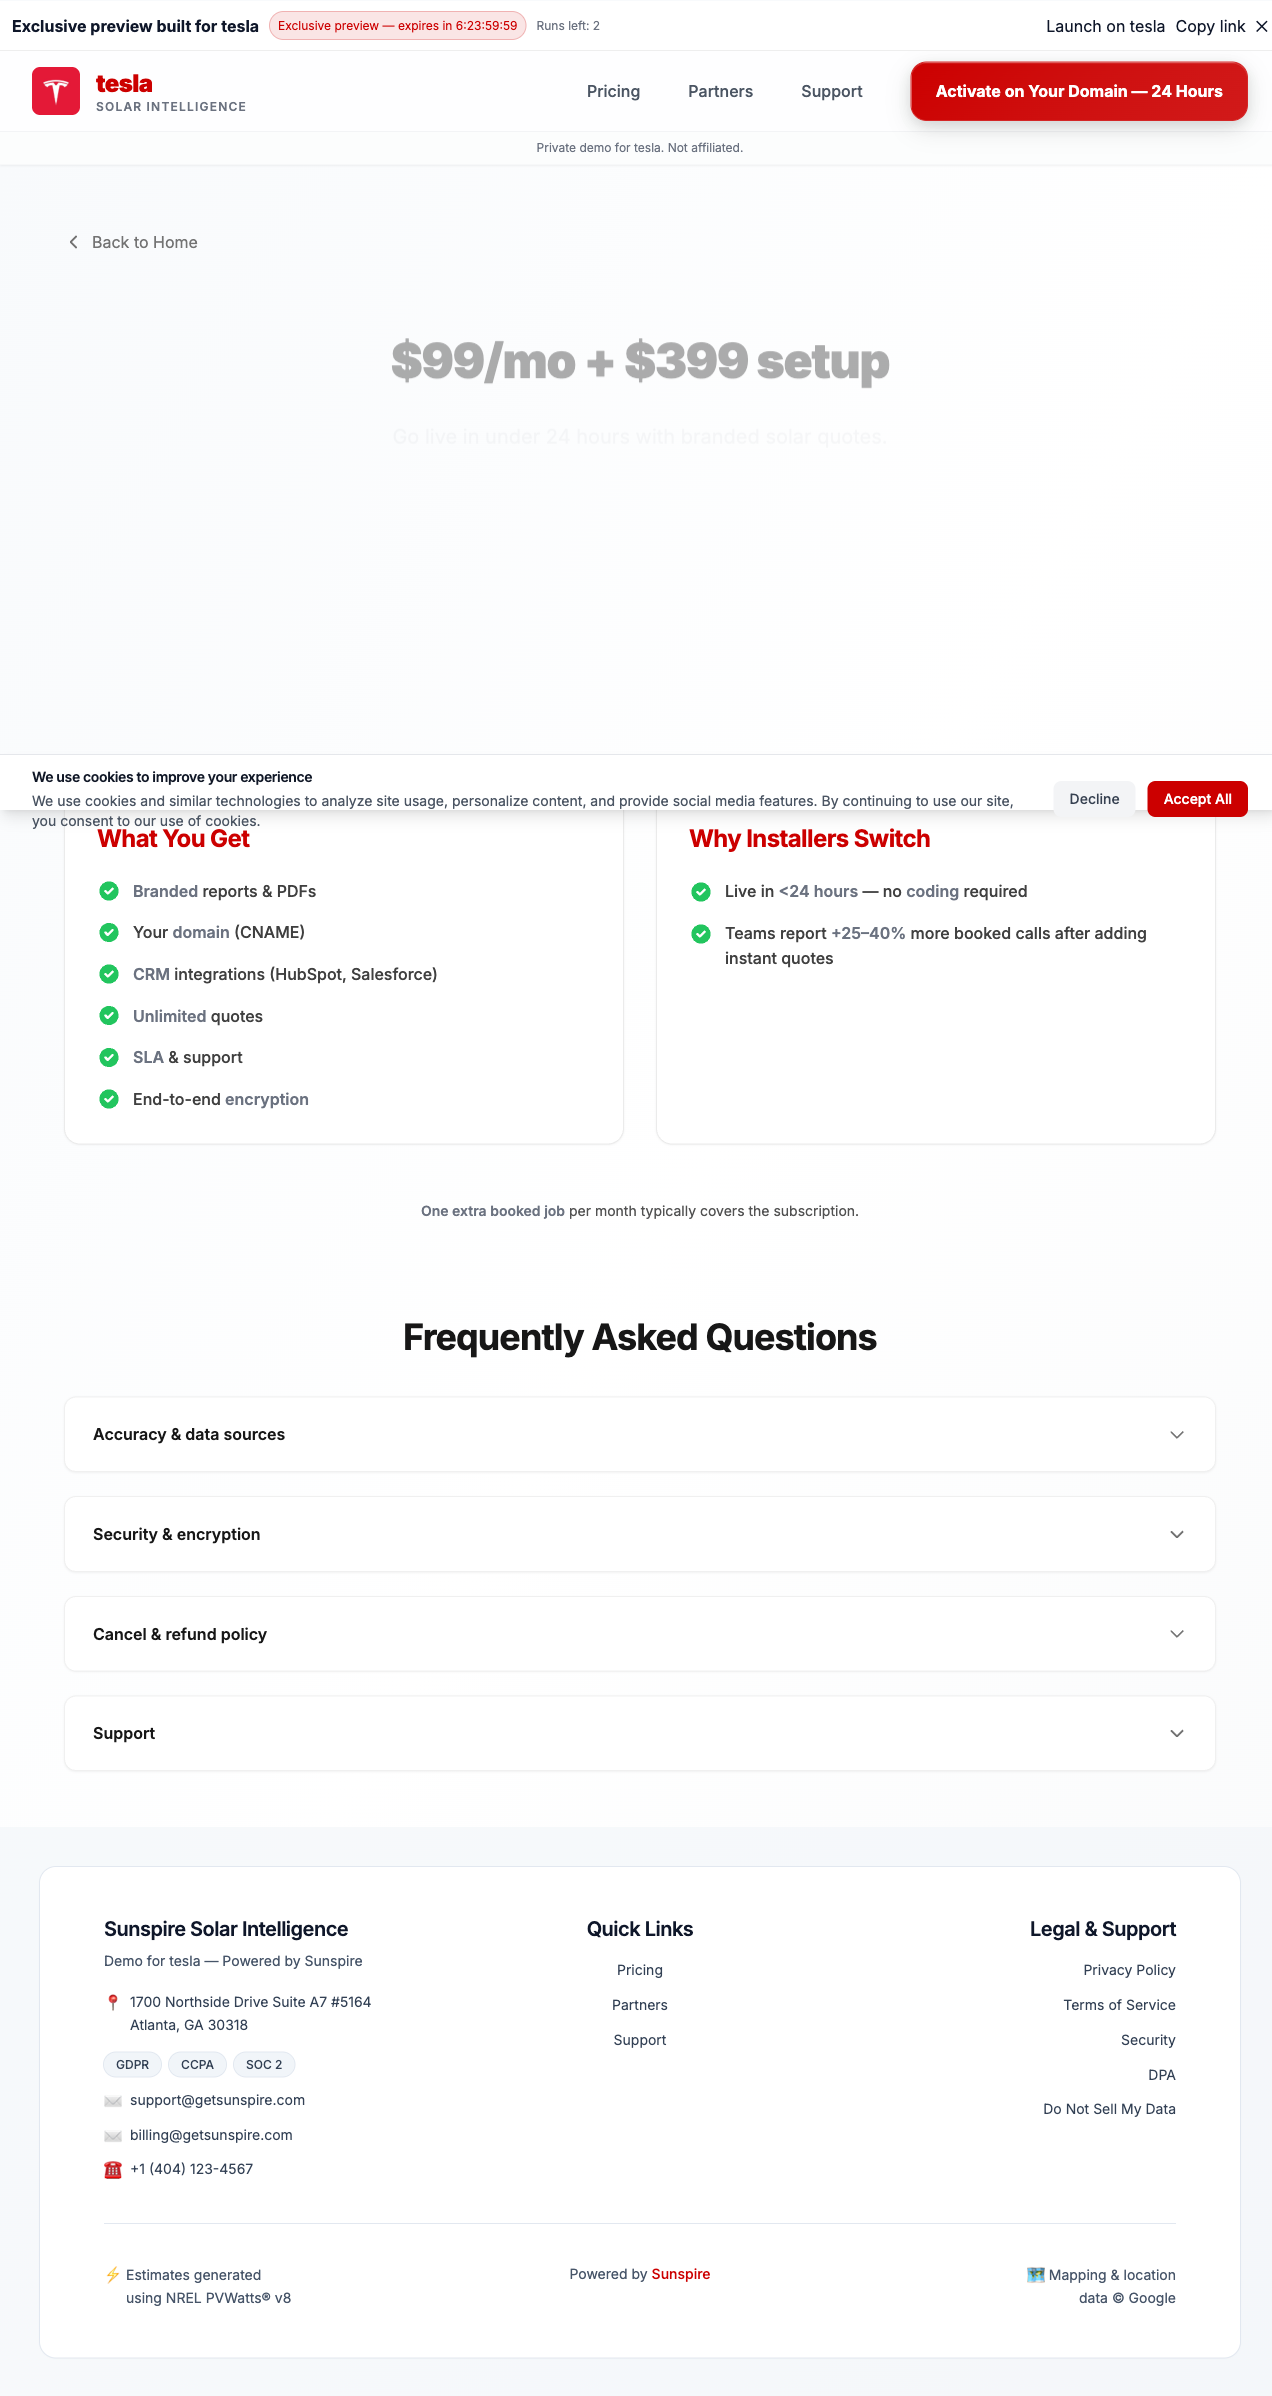 Exclusive preview built for tesla
Exclusive preview — expires in 6:23:59:59
Runs left: 2
Launch on tesla
Copy link
tesla
SOLAR INTELLIGENCE
Pricing
Partners
Support
Activate on Your Domain — 24 Hours
Private demo for tesla. Not affiliated.
Back to Home
$99/mo + $399 setup
Go live in under 24 hours with branded solar quotes.
We use cookies to improve your experience
We use cookies and similar technologies to analyze site usage, personalize content, and provide social media features. By continuing to use our site,
you consent to our use of cookies.
Decline
Accept All
What You Get
Branded reports & PDFs
Your domain (CNAME)
CRM integrations (HubSpot, Salesforce)
Unlimited quotes
SLA & support
End-to-end encryption
Why Installers Switch
Live in <24 hours — no coding required
Teams report +25–40% more booked calls after adding
instant quotes
One extra booked job per month typically covers the subscription.
Frequently Asked Questions
Accuracy & data sources
Security & encryption
Cancel & refund policy
Support
Sunspire Solar Intelligence
Demo for tesla — Powered by Sunspire
1700 Northside Drive Suite A7 #5164
Atlanta, GA 30318
GDPR
CCPA
SOC 2
support@getsunspire.com
billing@getsunspire.com
+1 (404) 123-4567
Quick Links
Pricing
Partners
Support
Legal & Support
Privacy Policy
Terms of Service
Security
DPA
Do Not Sell My Data
Estimates generated
using NREL PVWatts® v8
Powered by Sunspire
Mapping & location
data © Google